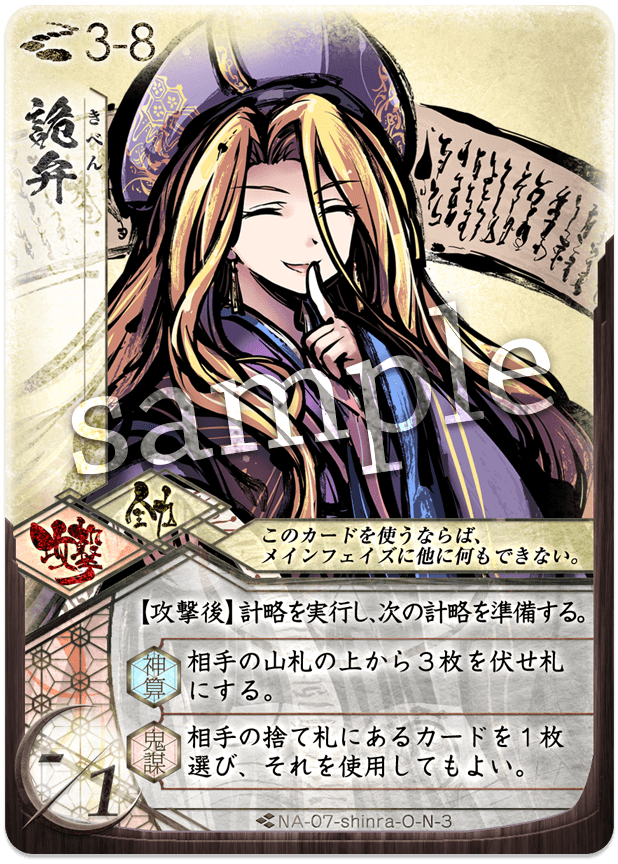 3-8
詭弁
きべん
sample
攻撃
全力
このカードを使うならば、
メインフェイズに他に何もできない。
【攻撃後】計略を実行し、次の計略を準備する。
神算
相手の山札の上から3枚を伏せ札
にする。
鬼謀
相手の捨て札にあるカードを1枚
選び、それを使用してもよい。
-/1
NA-07-shinra-O-N-3